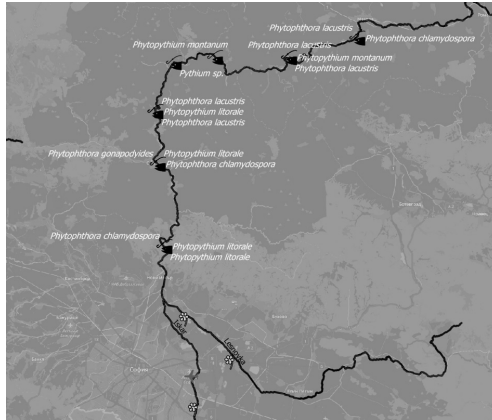 Phytophthora lacustris
Phytophthora chlamydospora
Phytopythium montanum
Phytophthora lacustris
Phytopythium montanum
Phytophthora lacustris
Pythium sp.
Phytophthora lacustris
Phytopythium litorale
Phytophthora lacustris
Phytophthora gonapodyides
Phytopythium litorale
Phytophthora chlamydospora
Phytophthora chlamydospora
Phytopythium litorale
Phytopythium litorale
Iskar